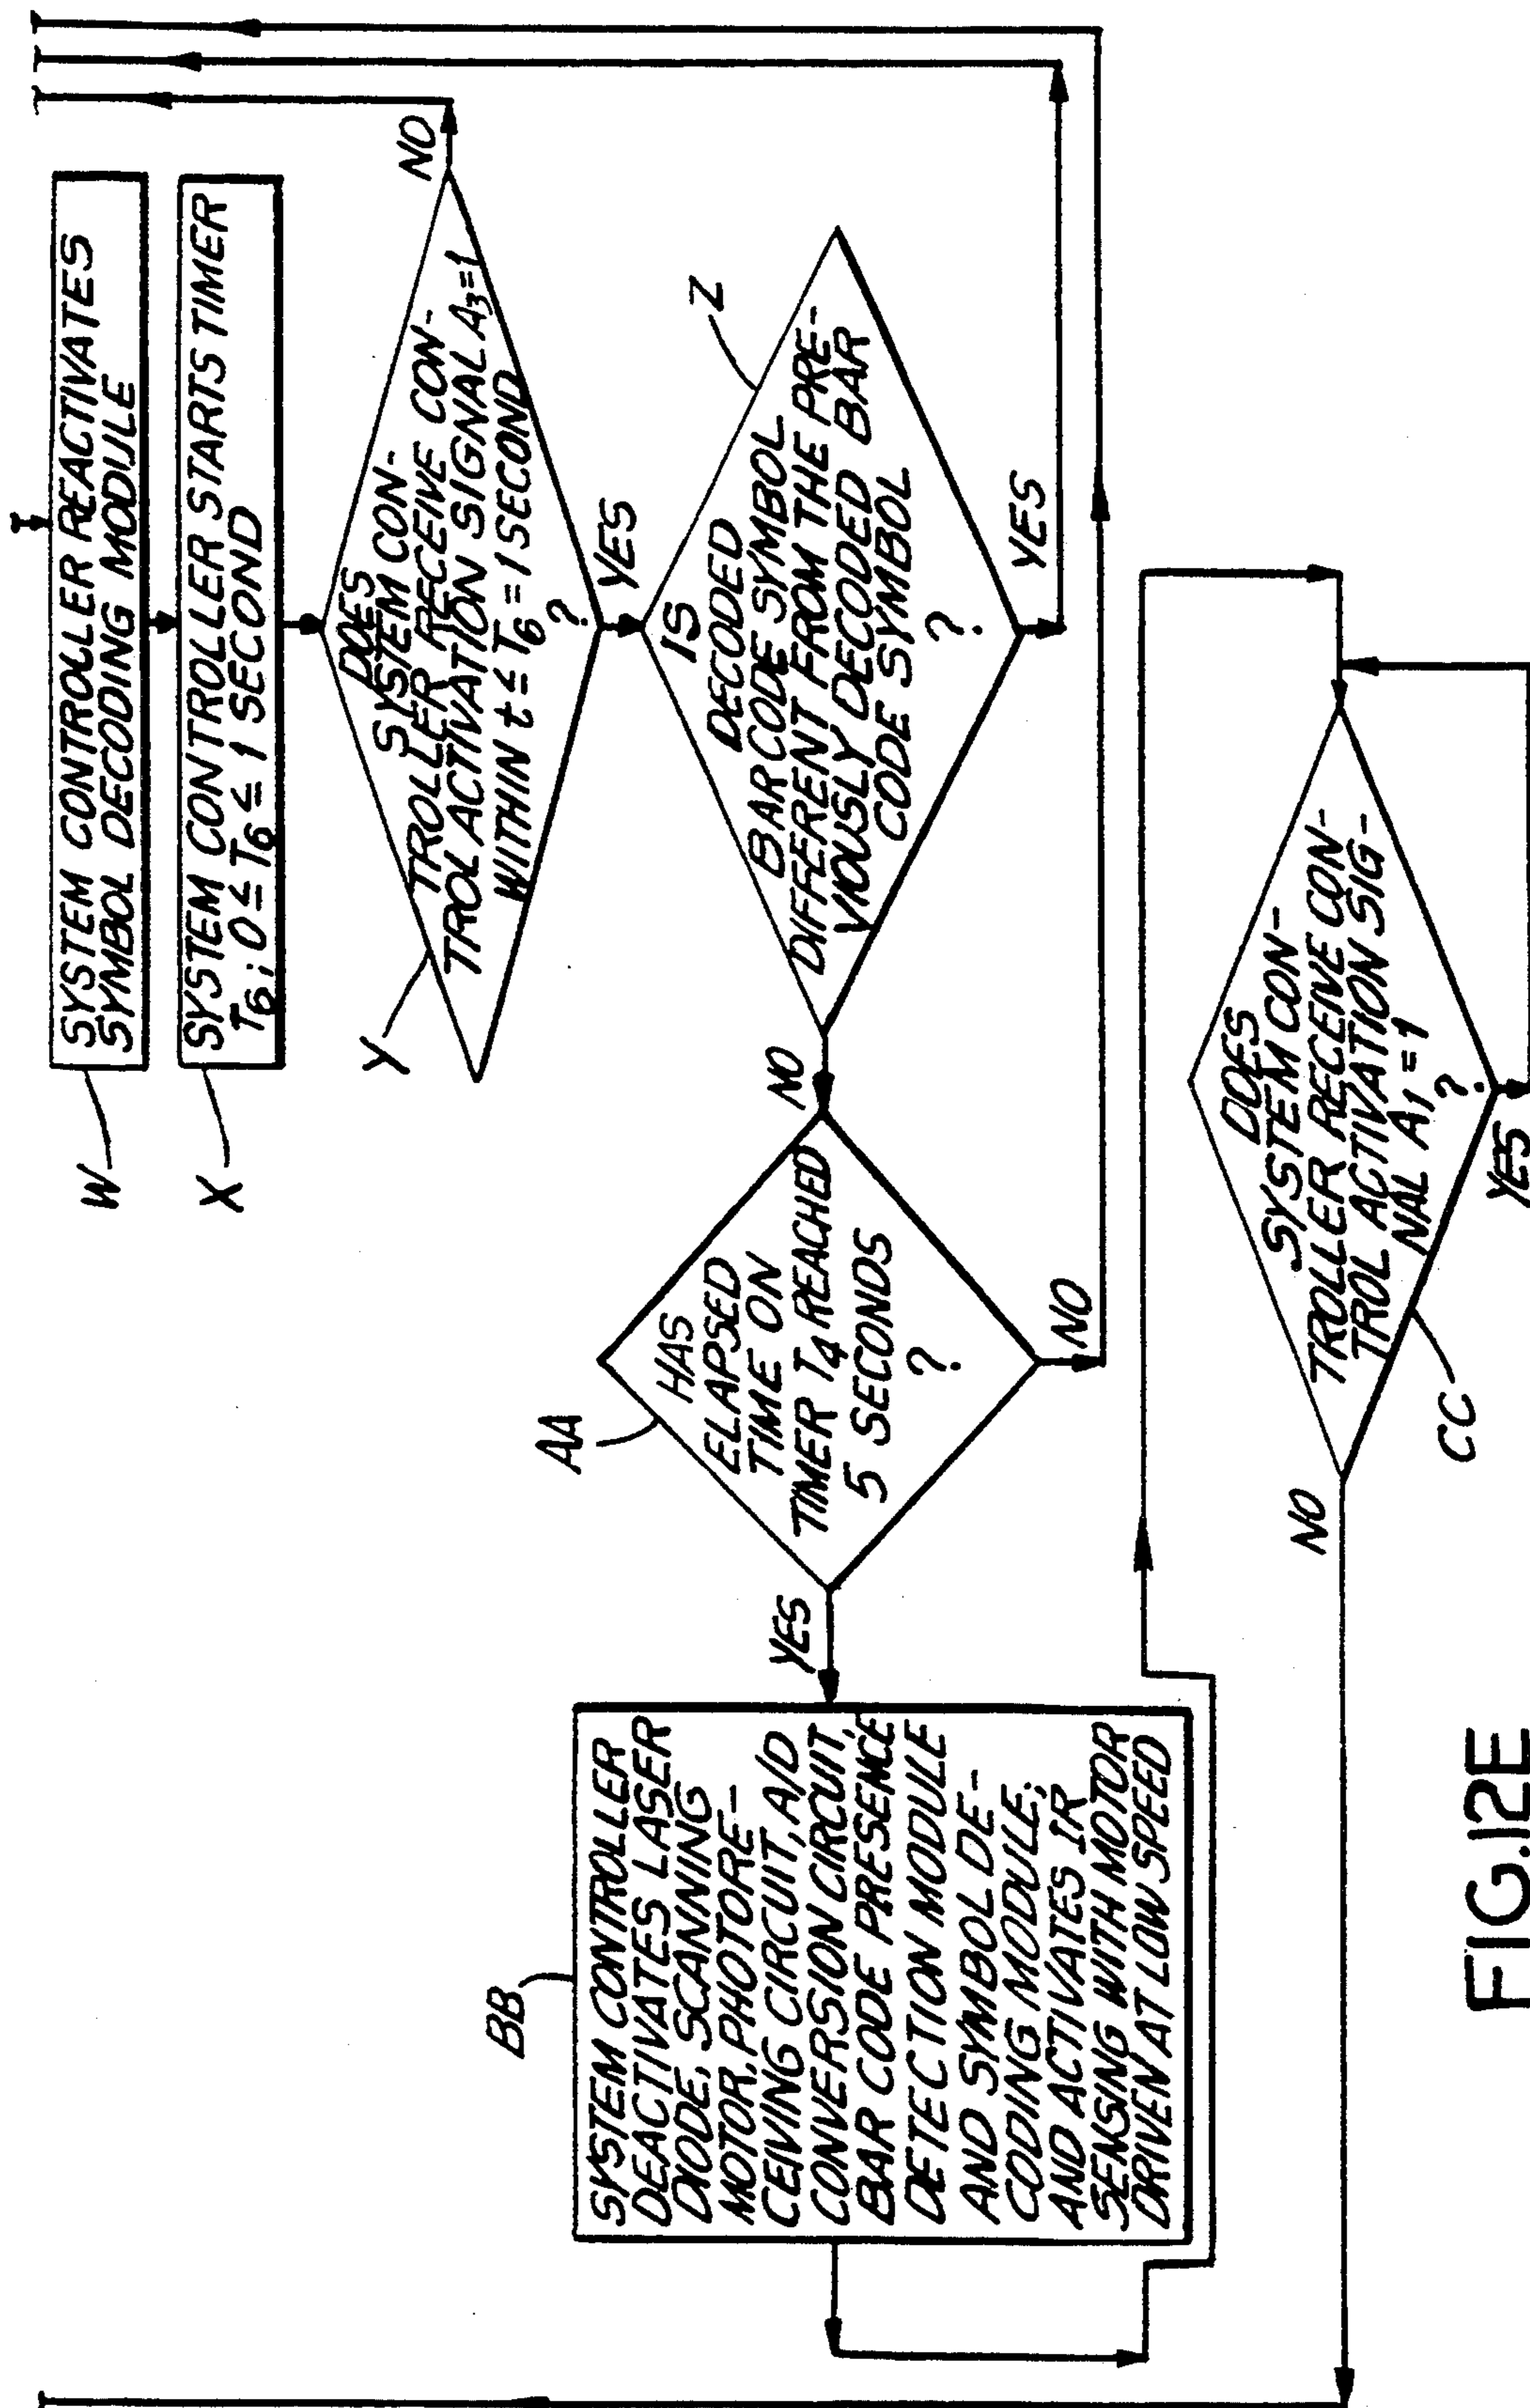 W
SYSTEM CONTROLLER REACTIVATES
SYMBOL DECODING MODULE
X
SYSTEM CONTROLLER STARTS TIMER
T6; 0 ≤ T6 ≤ 1 SECOND
Y
DOES
SYSTEM CON-
TROLLER RECEIVE CON-
TROL ACTIVATION SIGNAL A3=1
WITHIN t ≤ T6 = 1 SECOND
?
NO
YES
Z
IS
DECODED
BAR CODE SYMBOL
DIFFERENT FROM THE PRE-
VIOUSLY DECODED BAR
CODE SYMBOL
?
NO
YES
AA
HAS
ELAPSED
TIME ON
TIMER T4 REACHED
5 SECONDS
?
YES
NO
BB
SYSTEM CONTROLLER
DEACTIVATES LASER
DIODE, SCANNING
MOTOR, PHOTORE-
CEIVING CIRCUIT, A/D
CONVERSION CIRCUIT,
BAR CODE PRESENCE
DETECTION MODULE
AND SYMBOL DE-
CODING MODULE;
AND ACTIVATES IR
SENSING WITH MOTOR
DRIVEN AT LOW SPEED
DOES
SYSTEM CON-
TROLLER RECEIVE CON-
TROL ACTIVATION SIG-
NAL A1 = 1
?
NO
YES
CC
FIG.12E